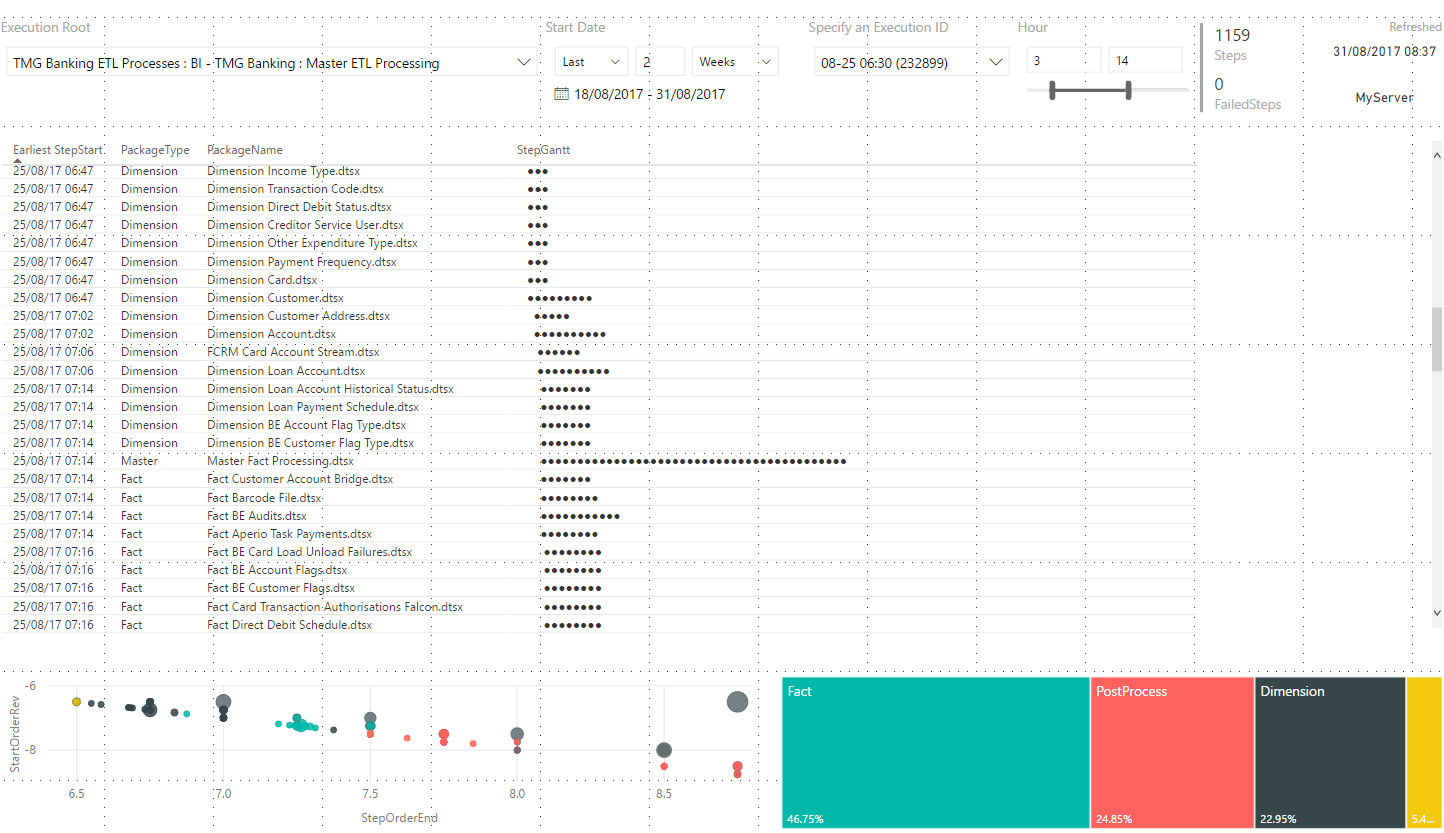 Execution Root Start Date Specify an Execution ID Hour Refreshed
TMG Banking ETL Processes : BI - TMG Banking : Master ETL Processing Last 2 Weeks 08-25 06:30 (232899) 3 14 1159 31/08/2017 08:37
Steps
18/08/2017 - 31/08/2017 0 MyServer
FailedSteps
Earliest StepStart PackageType PackageName StepGantt
25/08/17 06:47 Dimension Dimension Income Type.dtsx
25/08/17 06:47 Dimension Dimension Transaction Code.dtsx
25/08/17 06:47 Dimension Dimension Direct Debit Status.dtsx
25/08/17 06:47 Dimension Dimension Creditor Service User.dtsx
25/08/17 06:47 Dimension Dimension Other Expenditure Type.dtsx
25/08/17 06:47 Dimension Dimension Payment Frequency.dtsx
25/08/17 06:47 Dimension Dimension Card.dtsx
25/08/17 06:47 Dimension Dimension Customer.dtsx
25/08/17 07:02 Dimension Dimension Customer Address.dtsx
25/08/17 07:02 Dimension Dimension Account.dtsx
25/08/17 07:06 Dimension FCRM Card Account Stream.dtsx
25/08/17 07:06 Dimension Dimension Loan Account.dtsx
25/08/17 07:14 Dimension Dimension Loan Account Historical Status.dtsx
25/08/17 07:14 Dimension Dimension Loan Payment Schedule.dtsx
25/08/17 07:14 Dimension Dimension BE Account Flag Type.dtsx
25/08/17 07:14 Dimension Dimension BE Customer Flag Type.dtsx
25/08/17 07:14 Master Master Fact Processing.dtsx
25/08/17 07:14 Fact Fact Customer Account Bridge.dtsx
25/08/17 07:14 Fact Fact Barcode File.dtsx
25/08/17 07:14 Fact Fact BE Audits.dtsx
25/08/17 07:14 Fact Fact Aperio Task Payments.dtsx
25/08/17 07:16 Fact Fact BE Card Load Unload Failures.dtsx
25/08/17 07:16 Fact Fact BE Account Flags.dtsx
25/08/17 07:16 Fact Fact BE Customer Flags.dtsx
25/08/17 07:16 Fact Fact Card Transaction Authorisations Falcon.dtsx
25/08/17 07:16 Fact Fact Direct Debit Schedule.dtsx
StartOrderRev
-6
-8
6.5 7.0 7.5 8.0 8.5
StepOrderEnd
Fact PostProcess Dimension
46.75% 24.85% 22.95% 5.4...